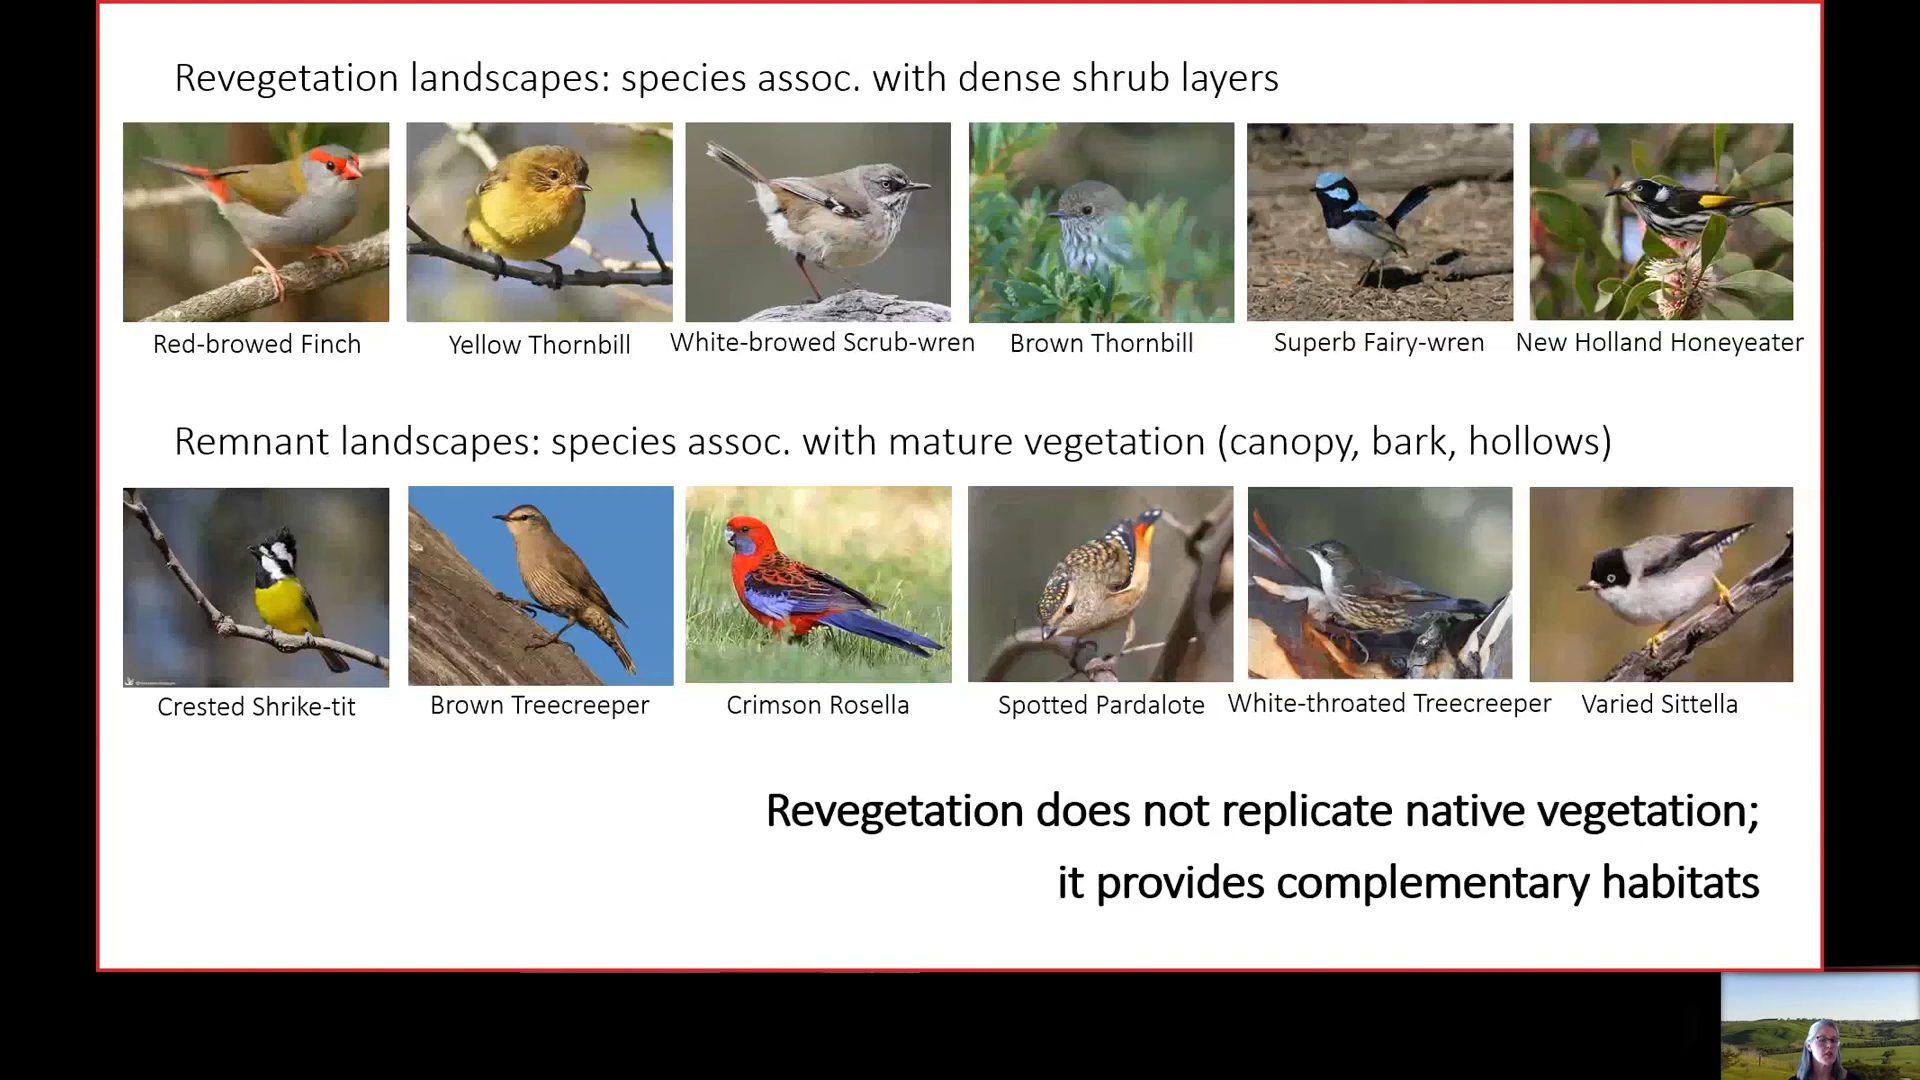 Revegetation landscapes: species assoc. with dense shrub layers
Red-browed Finch
Yellow Thornbill
White-browed Scrub-wren
Brown Thornbill
Superb Fairy-wren
New Holland Honeyeater
Remnant landscapes: species assoc. with mature vegetation (canopy, bark, hollows)
Crested Shrike-tit
Brown Treecreeper
Crimson Rosella
Spotted Pardalote
White-throated Treecreeper
Varied Sittella
Revegetation does not replicate native vegetation;
it provides complementary habitats